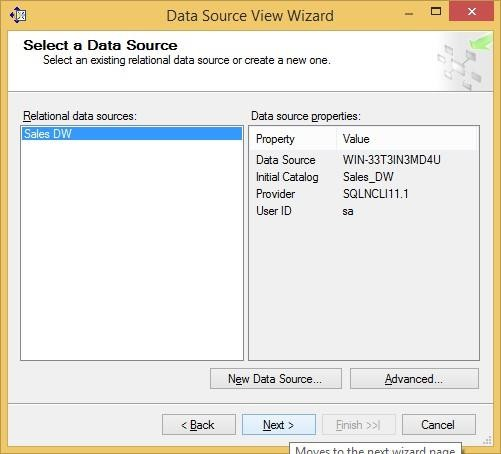 Data Source View Wizard
Select a Data Source
Select an existing relational data source or create a new one.
Relational data sources:
Data source properties:
Sales DW
Property Value
Data Source WIN-33T3IN3MD4U
Initial Catalog Sales_DW
Provider SQLNCLI11.1
User ID sa
New Data Source...
Advanced...
< Back
Next >
Finish >>|
Cancel
Moves to the next wizard page